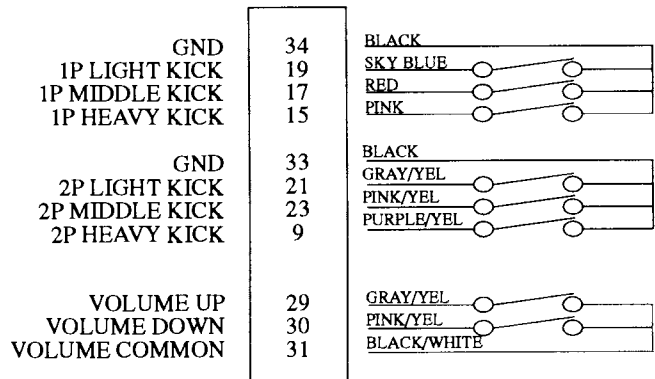 GND 34 BLACK
1P LIGHT KICK 19 SKY BLUE
1P MIDDLE KICK 17 RED
1P HEAVY KICK 15 PINK
GND 33 BLACK
2P LIGHT KICK 21 GRAY/YEL
2P MIDDLE KICK 23 PINK/YEL
2P HEAVY KICK 9 PURPLE/YEL
VOLUME UP 29 GRAY/YEL
VOLUME DOWN 30 PINK/YEL
VOLUME COMMON 31 BLACK/WHITE